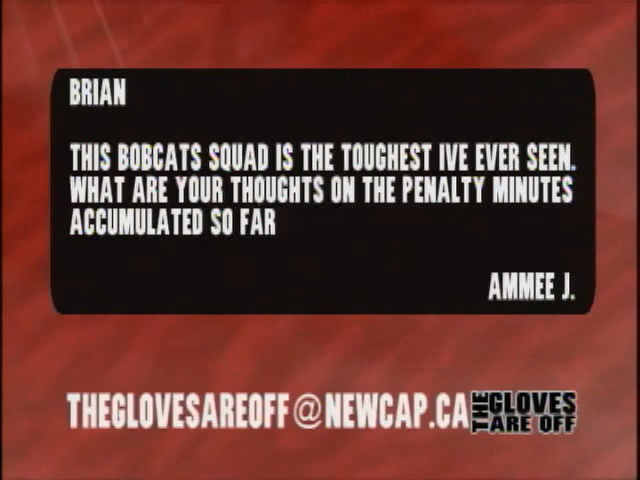 BRIAN
THIS BOBCATS SQUAD IS THE TOUGHEST IVE EVER SEEN.
WHAT ARE YOUR THOUGHTS ON THE PENALTY MINUTES
ACCUMULATED SO FAR
AMMEE J.
THEGLOVESAREOFF@NEWCAP.CA
THE GLOVES
ARE OFF